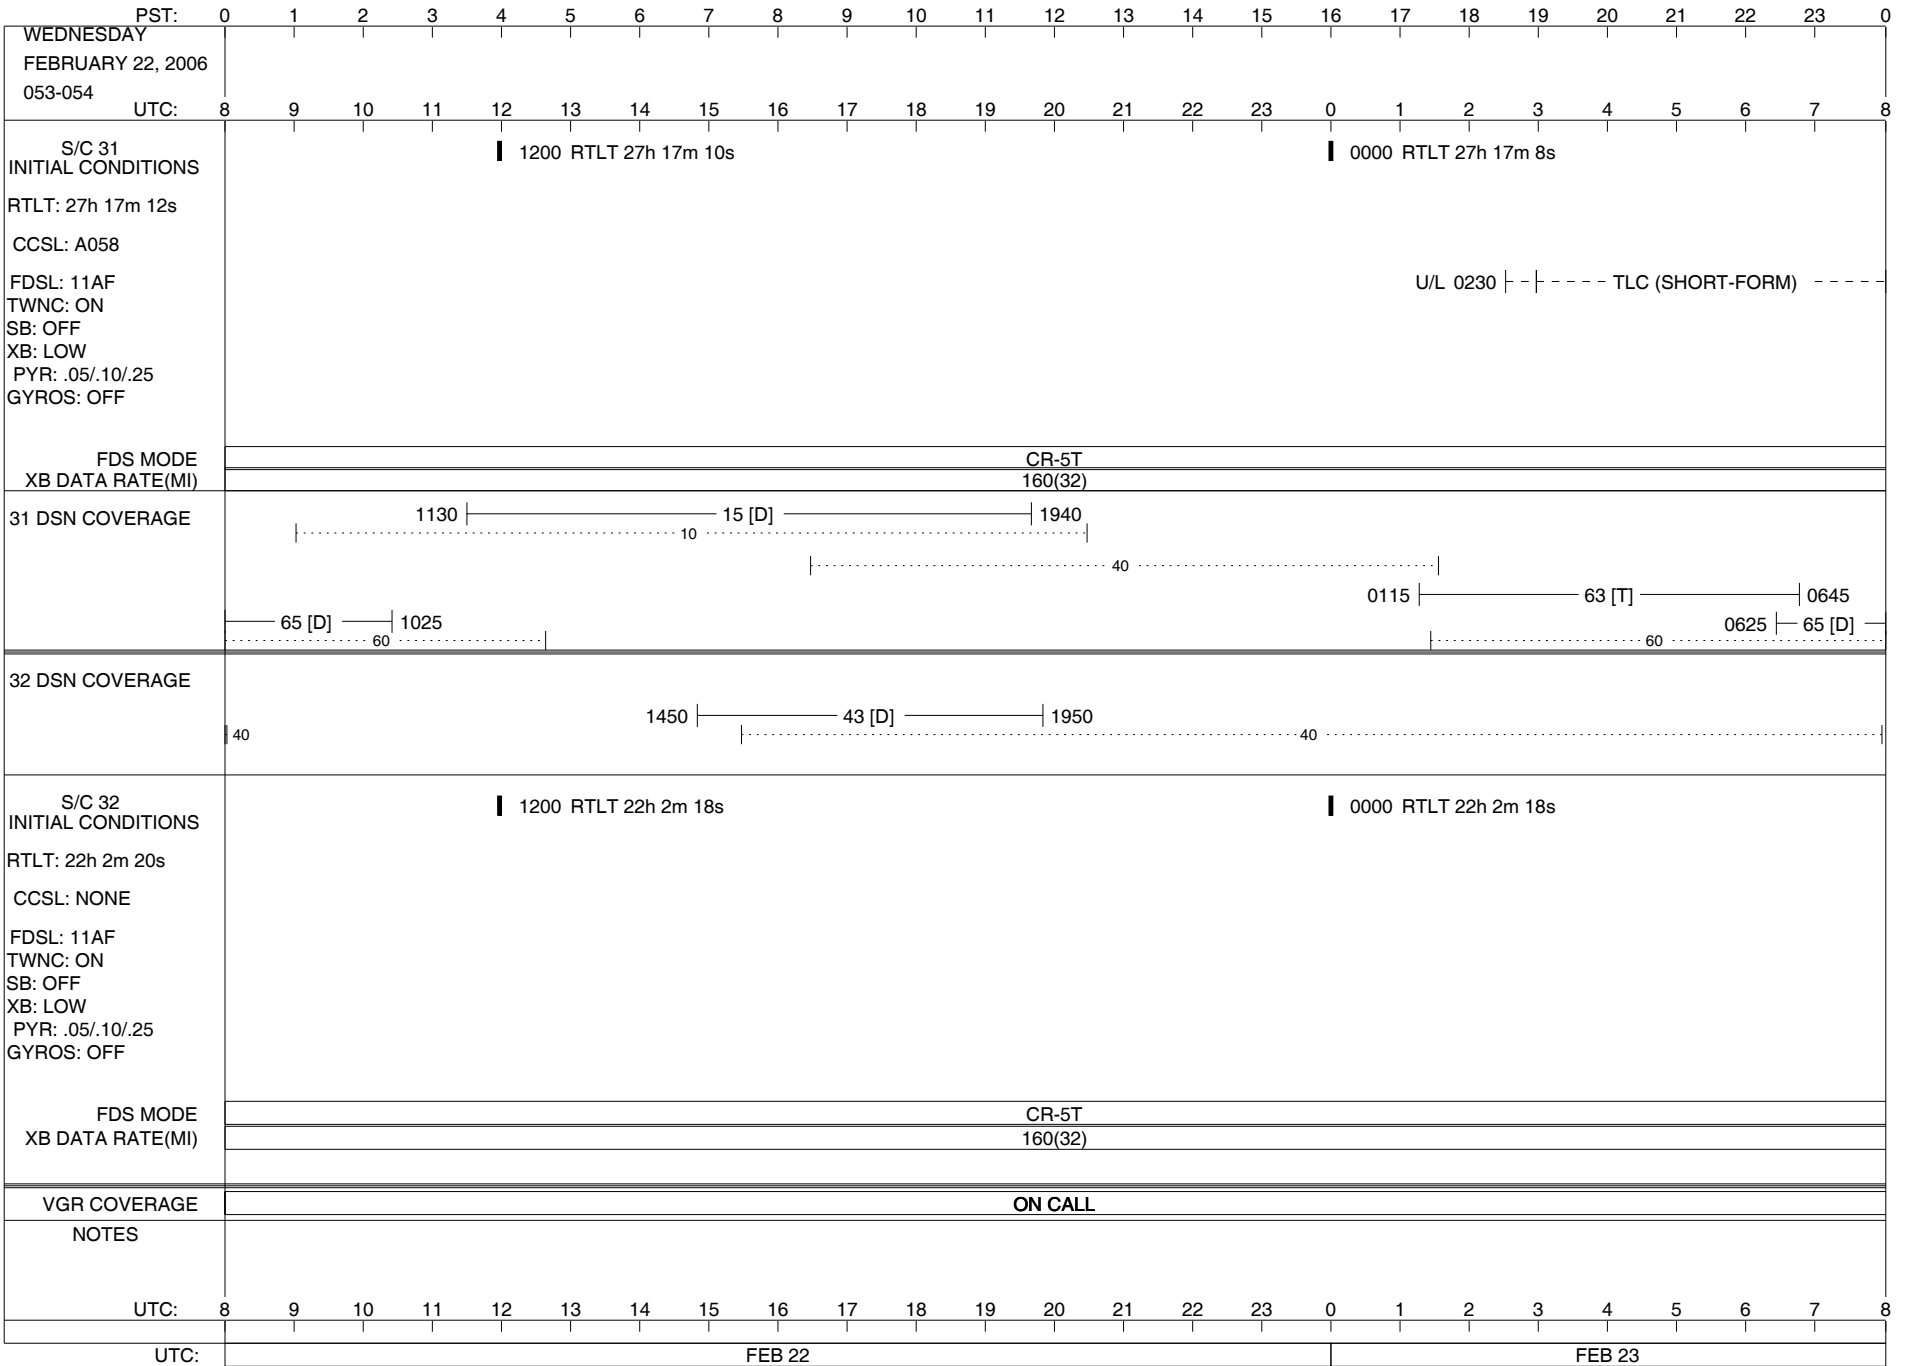 PST: 0 1 2 3 4 5 6 7 8 9 10 11 12 13 14 15 16 17 18 19 20 21 22 23 0
WEDNESDAY
FEBRUARY 22, 2006
053-054
UTC: 8 9 10 11 12 13 14 15 16 17 18 19 20 21 22 23 0 1 2 3 4 5 6 7 8
S/C 31
INITIAL CONDITIONS
1200 RTLT 27h 17m 10s
0000 RTLT 27h 17m 8s
RTLT: 27h 17m 12s
CCSL: A058
FDSL: 11AF
U/L 0230 TLC (SHORT-FORM)
TWNC: ON
SB: OFF
XB: LOW
PYR: .05/.10/.25
GYROS: OFF
FDS MODE CR-5T
XB DATA RATE(MI) 160(32)
31 DSN COVERAGE
1130 15 [D] 1940
10
40
0115 63 [T] 0645
65 [D] 1025
0625 65 [D]
60
60
32 DSN COVERAGE
1450 43 [D] 1950
40
40
S/C 32
INITIAL CONDITIONS
1200 RTLT 22h 2m 18s
0000 RTLT 22h 2m 18s
RTLT: 22h 2m 20s
CCSL: NONE
FDSL: 11AF
TWNC: ON
SB: OFF
XB: LOW
PYR: .05/.10/.25
GYROS: OFF
FDS MODE CR-5T
XB DATA RATE(MI) 160(32)
VGR COVERAGE ON CALL
NOTES
UTC: 8 9 10 11 12 13 14 15 16 17 18 19 20 21 22 23 0 1 2 3 4 5 6 7 8
UTC: FEB 22 FEB 23